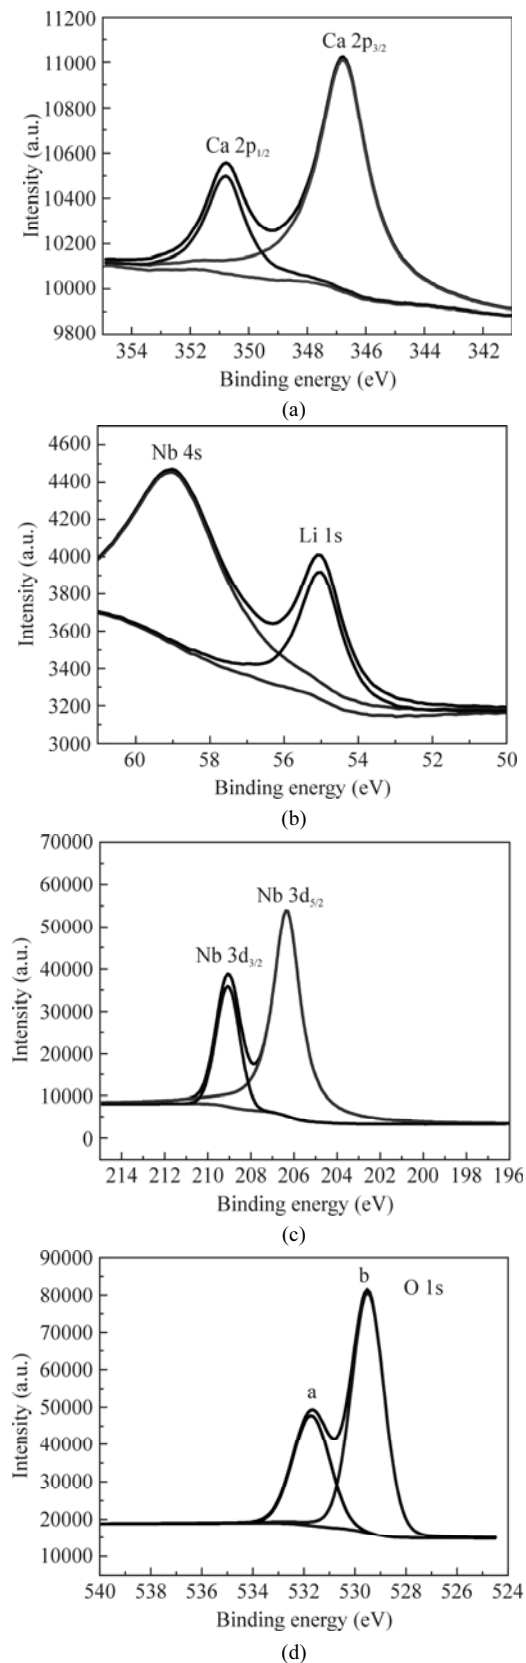 11200
11000
10800
10600
10400
10200
10000
9800
Intensity (a.u.)
Ca 2p3/2
Ca 2p1/2
354 352 350 348 346 344 342
Binding energy (eV)
(a)
4600
4400
4200
4000
3800
3600
3400
3200
3000
Intensity (a.u.)
Nb 4s
Li 1s
60 58 56 54 52 50
Binding energy (eV)
(b)
70000
60000
50000
40000
30000
20000
10000
0
Intensity (a.u.)
Nb 3d5/2
Nb 3d3/2
214 212 210 208 206 204 202 200 198 196
Binding energy (eV)
(c)
90000
80000
70000
60000
50000
40000
30000
20000
10000
Intensity (a.u.)
b
O 1s
a
540 538 536 534 532 530 528 526 524
Binding energy (eV)
(d)